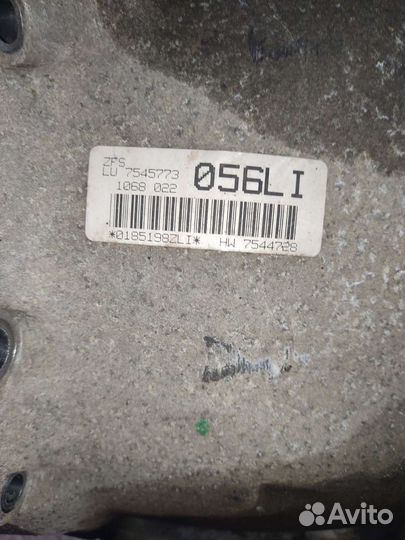 ZFS
LU 7545773
1068 022
056LI
*0185198ZLI* HW 7544728
Avito